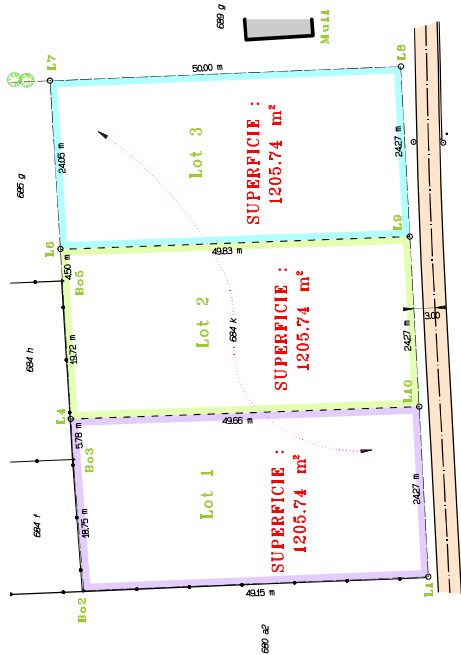 689 g
Mu11
L7
50.00 m
L8
24.05 m
685 g
Lot 3
SUPERFICIE :
1205.74 m²
24.27 m
L6
L9
49.83 m
4.50 m
Bo5
684 h
19.72 m
Lot 2
684 k
SUPERFICIE :
1205.74 m²
24.27 m
3.00
L4
L10
49.66 m
5.78 m
Bo3
684 f
18.75 m
Lot 1
SUPERFICIE :
1205.74 m²
24.27 m
Bo2
49.15 m
680 a2